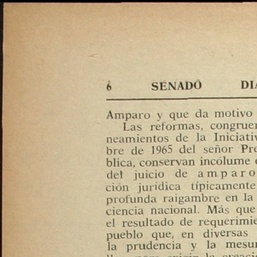 6 SENADO DIA
Amparo y que da motivo
Las reformas, congruen
neamientos de la Iniciativ
bre de 1965 del señor Pre
blica, conservan incólume e
del juicio de amparo
ción jurídica típicamente
profunda raigambre en la
ciencia nacional. Más que
el resultado de requerimie
pueblo que, en diversas
la prudencia y la mesur